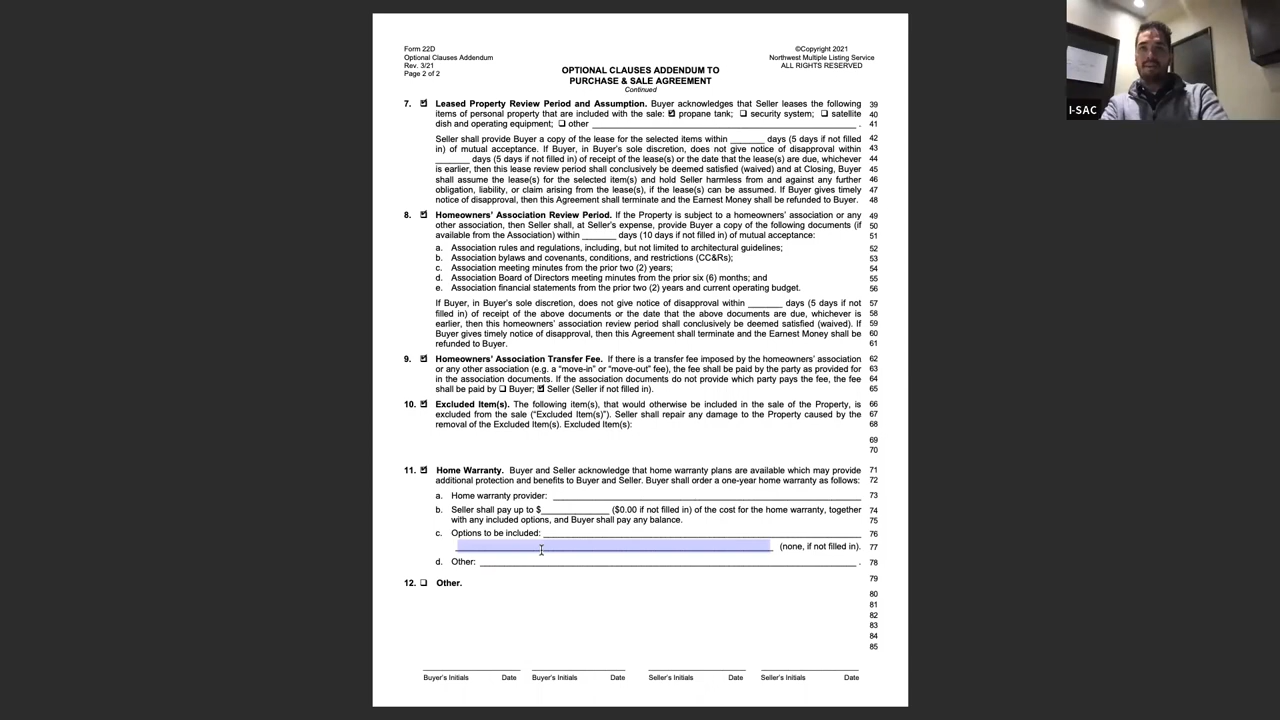 Form 22D
Optional Clauses Addendum
Rev. 3/21
Page 2 of 2
©Copyright 2021
Northwest Multiple Listing Service
ALL RIGHTS RESERVED
OPTIONAL CLAUSES ADDENDUM TO
PURCHASE & SALE AGREEMENT
Continued
7. ☑ Leased Property Review Period and Assumption. Buyer acknowledges that Seller leases the following 39
items of personal property that are included with the sale: ☑ propane tank; ☐ security system; ☐ satellite 40
dish and operating equipment; ☐ other ______________________________ . 41
Seller shall provide Buyer a copy of the lease for the selected items within _______ days (5 days if not filled 42
in) of mutual acceptance. If Buyer, in Buyer's sole discretion, does not give notice of disapproval within 43
_______ days (5 days if not filled in) of receipt of the lease(s) or the date that the lease(s) are due, whichever 44
is earlier, then this lease review period shall conclusively be deemed satisfied (waived) and at Closing, Buyer 45
shall assume the lease(s) for the selected item(s) and hold Seller harmless from and against any further 46
obligation, liability, or claim arising from the lease(s), if the lease(s) can be assumed. If Buyer gives timely 47
notice of disapproval, then this Agreement shall terminate and the Earnest Money shall be refunded to Buyer. 48
8. ☑ Homeowners' Association Review Period. If the Property is subject to a homeowners' association or any 49
other association, then Seller shall, at Seller's expense, provide Buyer a copy of the following documents (if 50
available from the Association) within _______ days (10 days if not filled in) of mutual acceptance: 51
a. Association rules and regulations, including, but not limited to architectural guidelines; 52
b. Association bylaws and covenants, conditions, and restrictions (CC&Rs); 53
c. Association meeting minutes from the prior two (2) years; 54
d. Association Board of Directors meeting minutes from the prior six (6) months; and 55
e. Association financial statements from the prior two (2) years and current operating budget. 56
If Buyer, in Buyer's sole discretion, does not give notice of disapproval within _______ days (5 days if not 57
filled in) of receipt of the above documents or the date that the above documents are due, whichever is 58
earlier, then this homeowners' association review period shall conclusively be deemed satisfied (waived). If 59
Buyer gives timely notice of disapproval, then this Agreement shall terminate and the Earnest Money shall be 60
refunded to Buyer. 61
9. ☑ Homeowners' Association Transfer Fee. If there is a transfer fee imposed by the homeowners' association 62
or any other association (e.g. a "move-in" or "move-out" fee), the fee shall be paid by the party as provided for 63
in the association documents. If the association documents do not provide which party pays the fee, the fee 64
shall be paid by ☐ Buyer; ☑ Seller (Seller if not filled in). 65
10. ☑ Excluded Item(s). The following item(s), that would otherwise be included in the sale of the Property, is 66
excluded from the sale ("Excluded Item(s)"). Seller shall repair any damage to the Property caused by the 67
removal of the Excluded Item(s). Excluded Item(s): 68
69
70
11. ☑ Home Warranty. Buyer and Seller acknowledge that home warranty plans are available which may provide 71
additional protection and benefits to Buyer and Seller. Buyer shall order a one-year home warranty as follows: 72
a. Home warranty provider: ______________________________ 73
b. Seller shall pay up to $______________ ($0.00 if not filled in) of the cost for the home warranty, together 74
with any included options, and Buyer shall pay any balance. 75
c. Options to be included: ______________________________ 76
______________________________ (none, if not filled in). 77
d. Other: ______________________________ . 78
79
12. ☐ Other.
80
81
82
83
84
85
Buyer's Initials Date Buyer's Initials Date Seller's Initials Date Seller's Initials Date
I-SAC